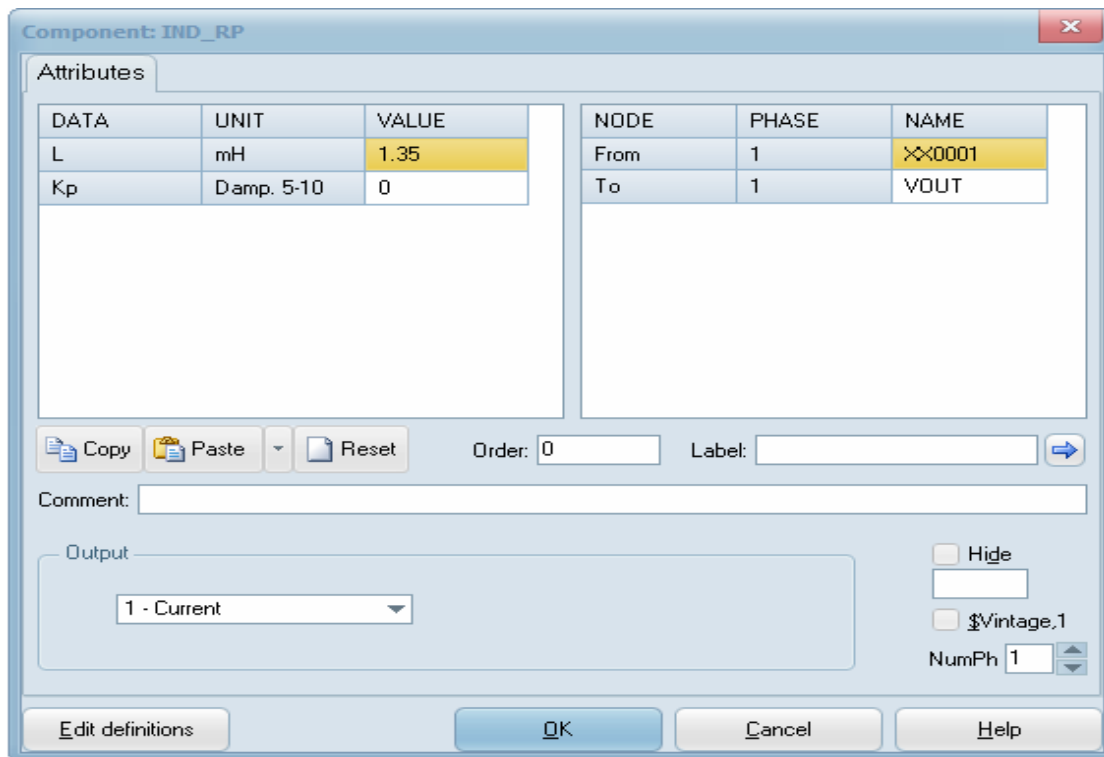 Component: IND_RP
Attributes
DATA UNIT VALUE NODE PHASE NAME
L mH 1.35 From 1 XX0001
Kp Damp. 5-10 0 To 1 VOUT
Copy Paste Reset Order: 0 Label:
Comment:
Output Hide
1 - Current
$Vintage,1
NumPh 1
Edit definitions OK Cancel Help